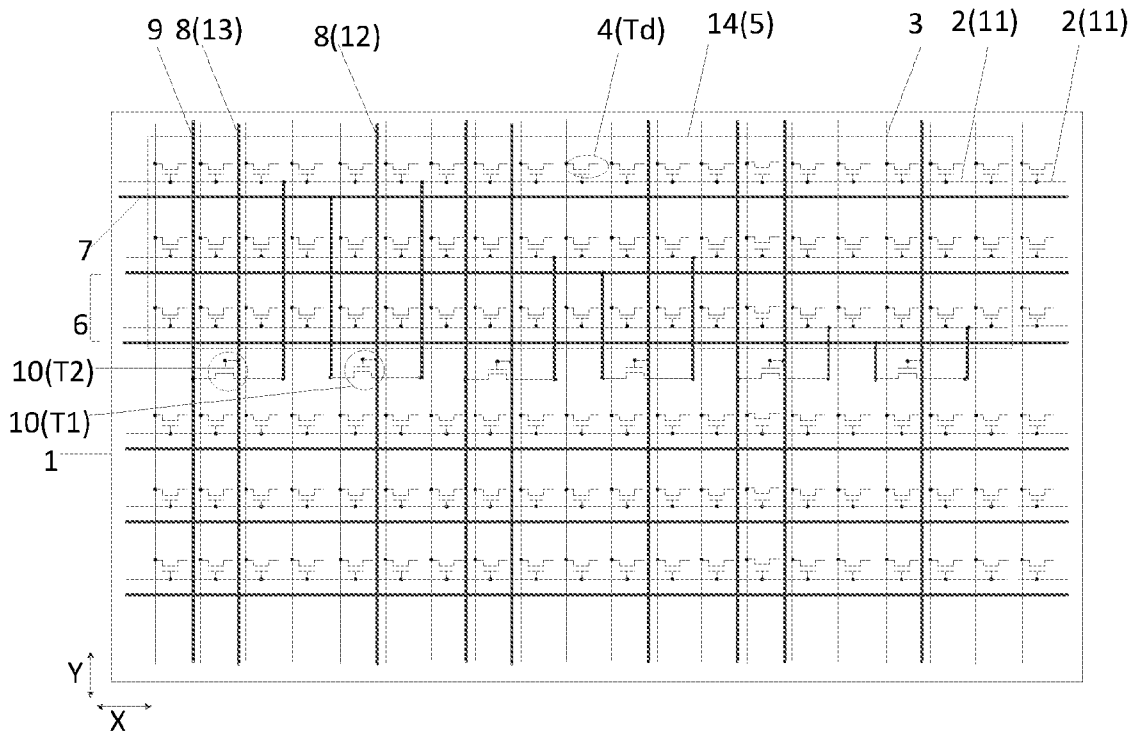 9
8(13)
8(12)
4(Td)
14(5)
3
2(11)
2(11)
7
6
10(T2)
10(T1)
1
Y
X